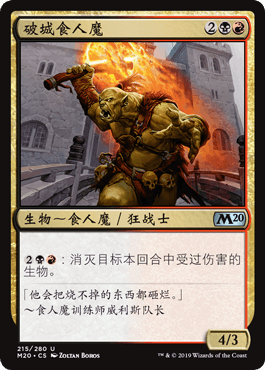 破城食人魔 2
生物～食人魔／狂战士 M20
2：消灭目标本回合中受过伤害的
生物。
「他会把烧不掉的东西都砸烂。」
～食人魔训练师威利斯队长
4/3
215/280 U
M20 • CS ZOLTAN BOROS
™ & © 2019 Wizards of the Coast